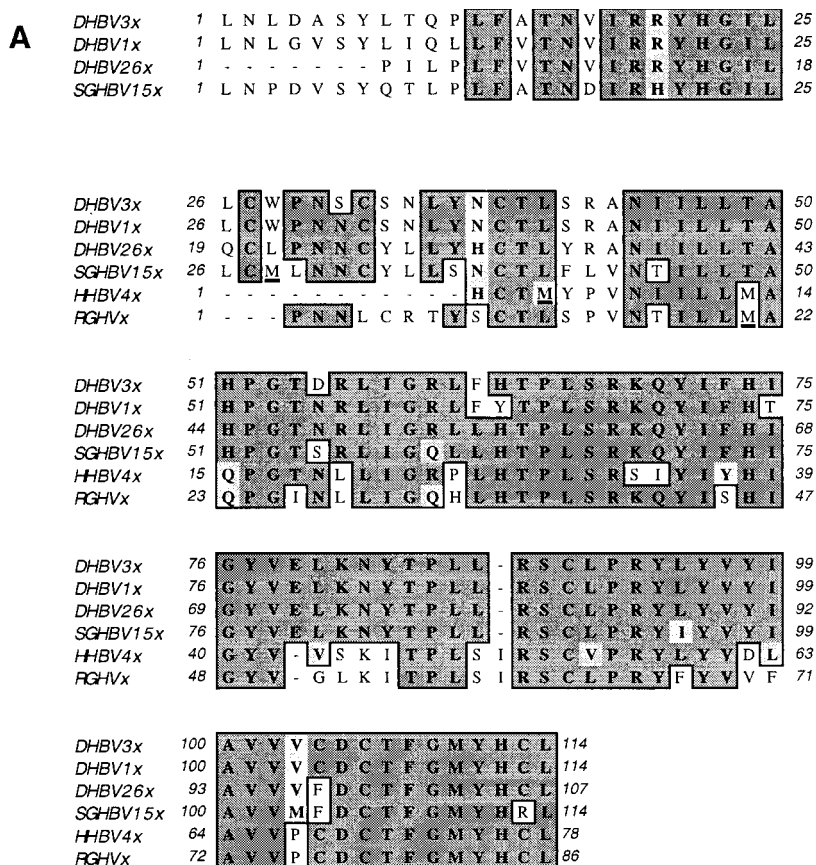 A
DHBV3x 1 L N L D A S Y L T Q P L F A T N V I R R Y H G I L 25
DHBV1x 1 L N L G V S Y L I Q L L F V T N V I R R Y H G I L 25
DHBV26x 1 - - - - - - - P I L P L F V T N V I R R Y H G I L 18
SGHBV15x 1 L N P D V S Y Q T L P L F A T N D I R H Y H G I L 25
DHBV3x 26 L C W P N S C S N L Y N C T L S R A N I I L L T A 50
DHBV1x 26 L C W P N N C S N L Y N C T L S R A N I I L L T A 50
DHBV26x 19 Q C L P N N C Y L L Y H C T L Y R A N I I L L T A 43
SGHBV15x 26 L C M L N N C Y L L S N C T L F L V N T I L L T A 50
HHBV4x 1 - - - - - - - - - - - H C T M Y P V N I I L L M A 14
RGHVx 1 - - - P N N L C R T Y S C T L S P V N T I L L M A 22
DHBV3x 51 H P G T D R L I G R L F H T P L S R K Q Y I F H I 75
DHBV1x 51 H P G T N R L I G R L F Y T P L S R K Q Y I F H T 75
DHBV26x 44 H P G T N R L I G R L L H T P L S R K Q Y I F H I 68
SGHBV15x 51 H P G T S R L I G Q L L H T P L S R K Q Y I F H I 75
HHBV4x 15 Q P G T N L L I G R P L H T P L S R S I Y I Y H I 39
RGHVx 23 Q P G I N L L I G Q H L H T P L S R K Q Y I S H I 47
DHBV3x 76 G Y V E L K N Y T P L L - R S C L P R Y L Y V Y I 99
DHBV1x 76 G Y V E L K N Y T P L L - R S C L P R Y L Y V Y I 99
DHBV26x 69 G Y V E L K N Y T P L L - R S C L P R Y L Y V Y I 92
SGHBV15x 76 G Y V E L K N Y T P L L - R S C L P R Y I Y V Y I 99
HHBV4x 40 G Y V - V S K I T P L S I R S C V P R Y L Y V D L 63
RGHVx 48 G Y V - G L K I T P L S I R S C L P R Y F Y V V F 71
DHBV3x 100 A V V V C D C T F G M Y H C L 114
DHBV1x 100 A V V V C D C T F G M Y H C L 114
DHBV26x 93 A V V V F D C T F G M Y H C L 107
SGHBV15x 100 A V V M F D C T F G M Y H R L 114
HHBV4x 64 A V V P C D C T F G M Y H C L 78
RGHVx 72 A V V P C D C T F G M Y H C L 86